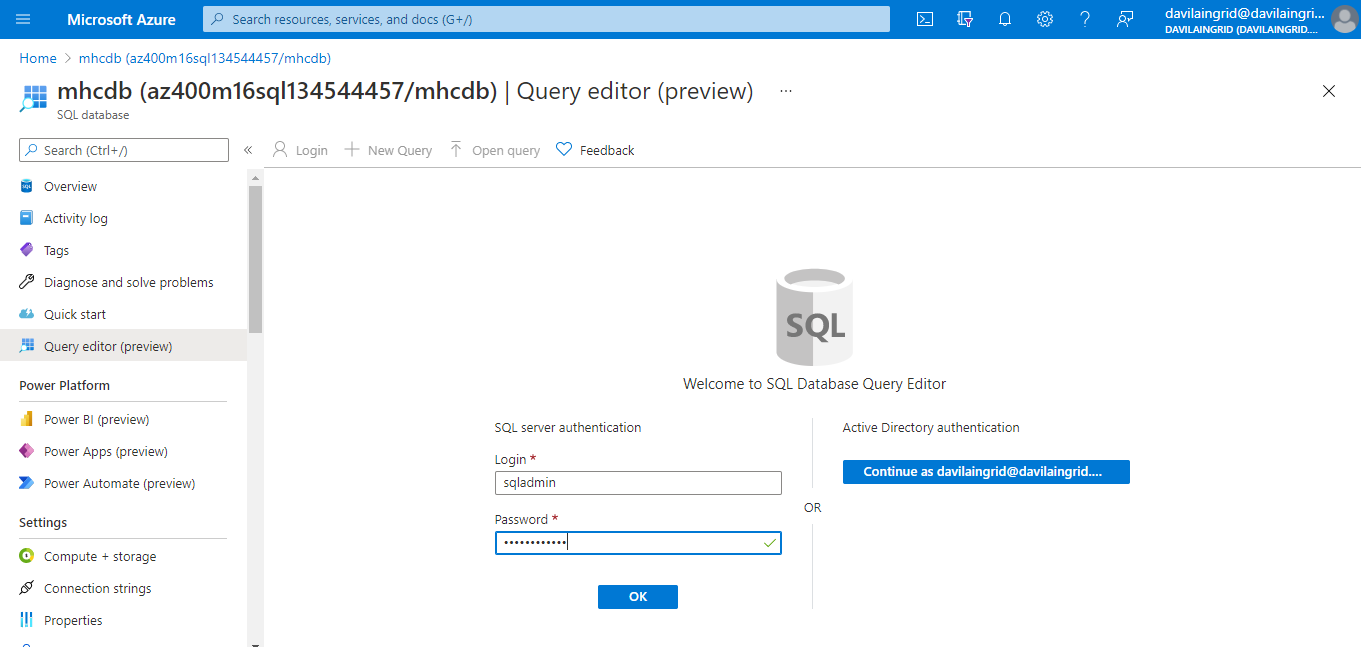 Microsoft Azure
Search resources, services, and docs (G+/)
davilaingrid@davilaingri...
DAVILAINGRID (DAVILAINGRID....
Home > mhcdb (az400m16sql134544457/mhcdb)
mhcdb (az400m16sql134544457/mhcdb) | Query editor (preview) ...
SQL database
Search (Ctrl+/)
«
Login
New Query
Open query
Feedback
Overview
Activity log
Tags
Diagnose and solve problems
Quick start
Query editor (preview)
Power Platform
Power BI (preview)
Power Apps (preview)
Power Automate (preview)
Settings
Compute + storage
Connection strings
Properties
SQL
Welcome to SQL Database Query Editor
SQL server authentication
Login *
sqladmin
Password *
••••••••••••
OK
OR
Active Directory authentication
Continue as davilaingrid@davilaingrid....